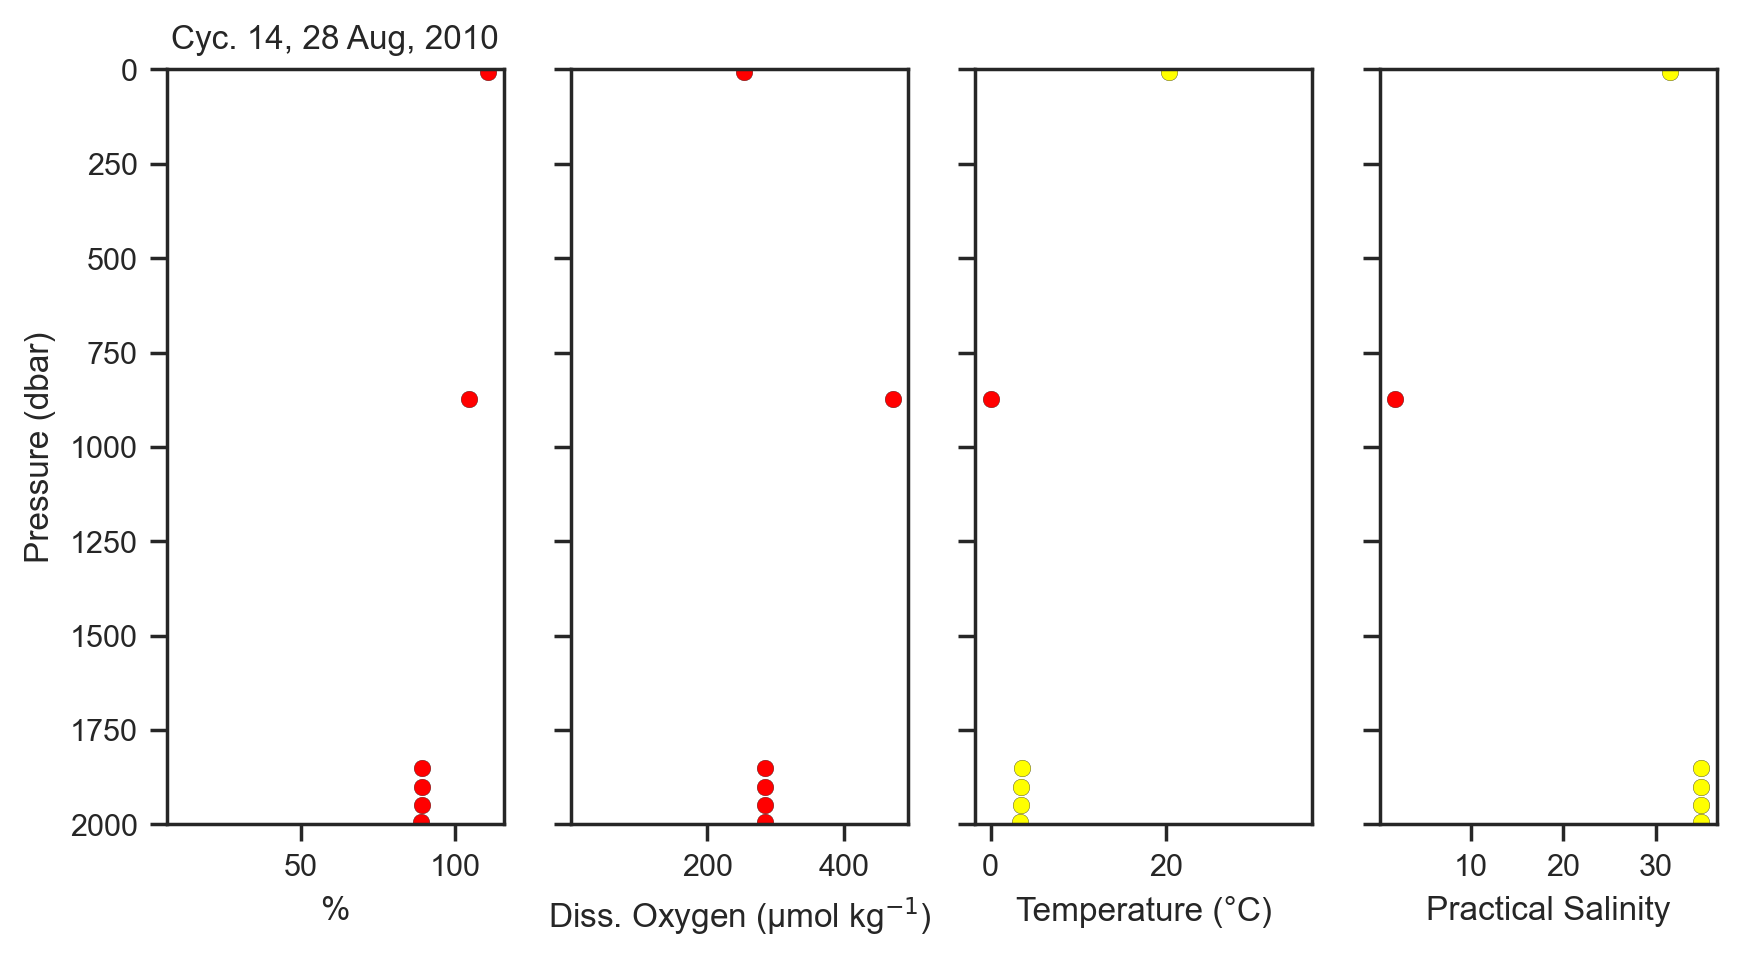 Cyc. 14, 28 Aug, 2010
0
250
500
750
1000
1250
1500
1750
2000
Pressure (dbar)
50 100
%
200 400
Diss. Oxygen (μmol kg⁻¹)
0 20
Temperature (°C)
10 20 30
Practical Salinity